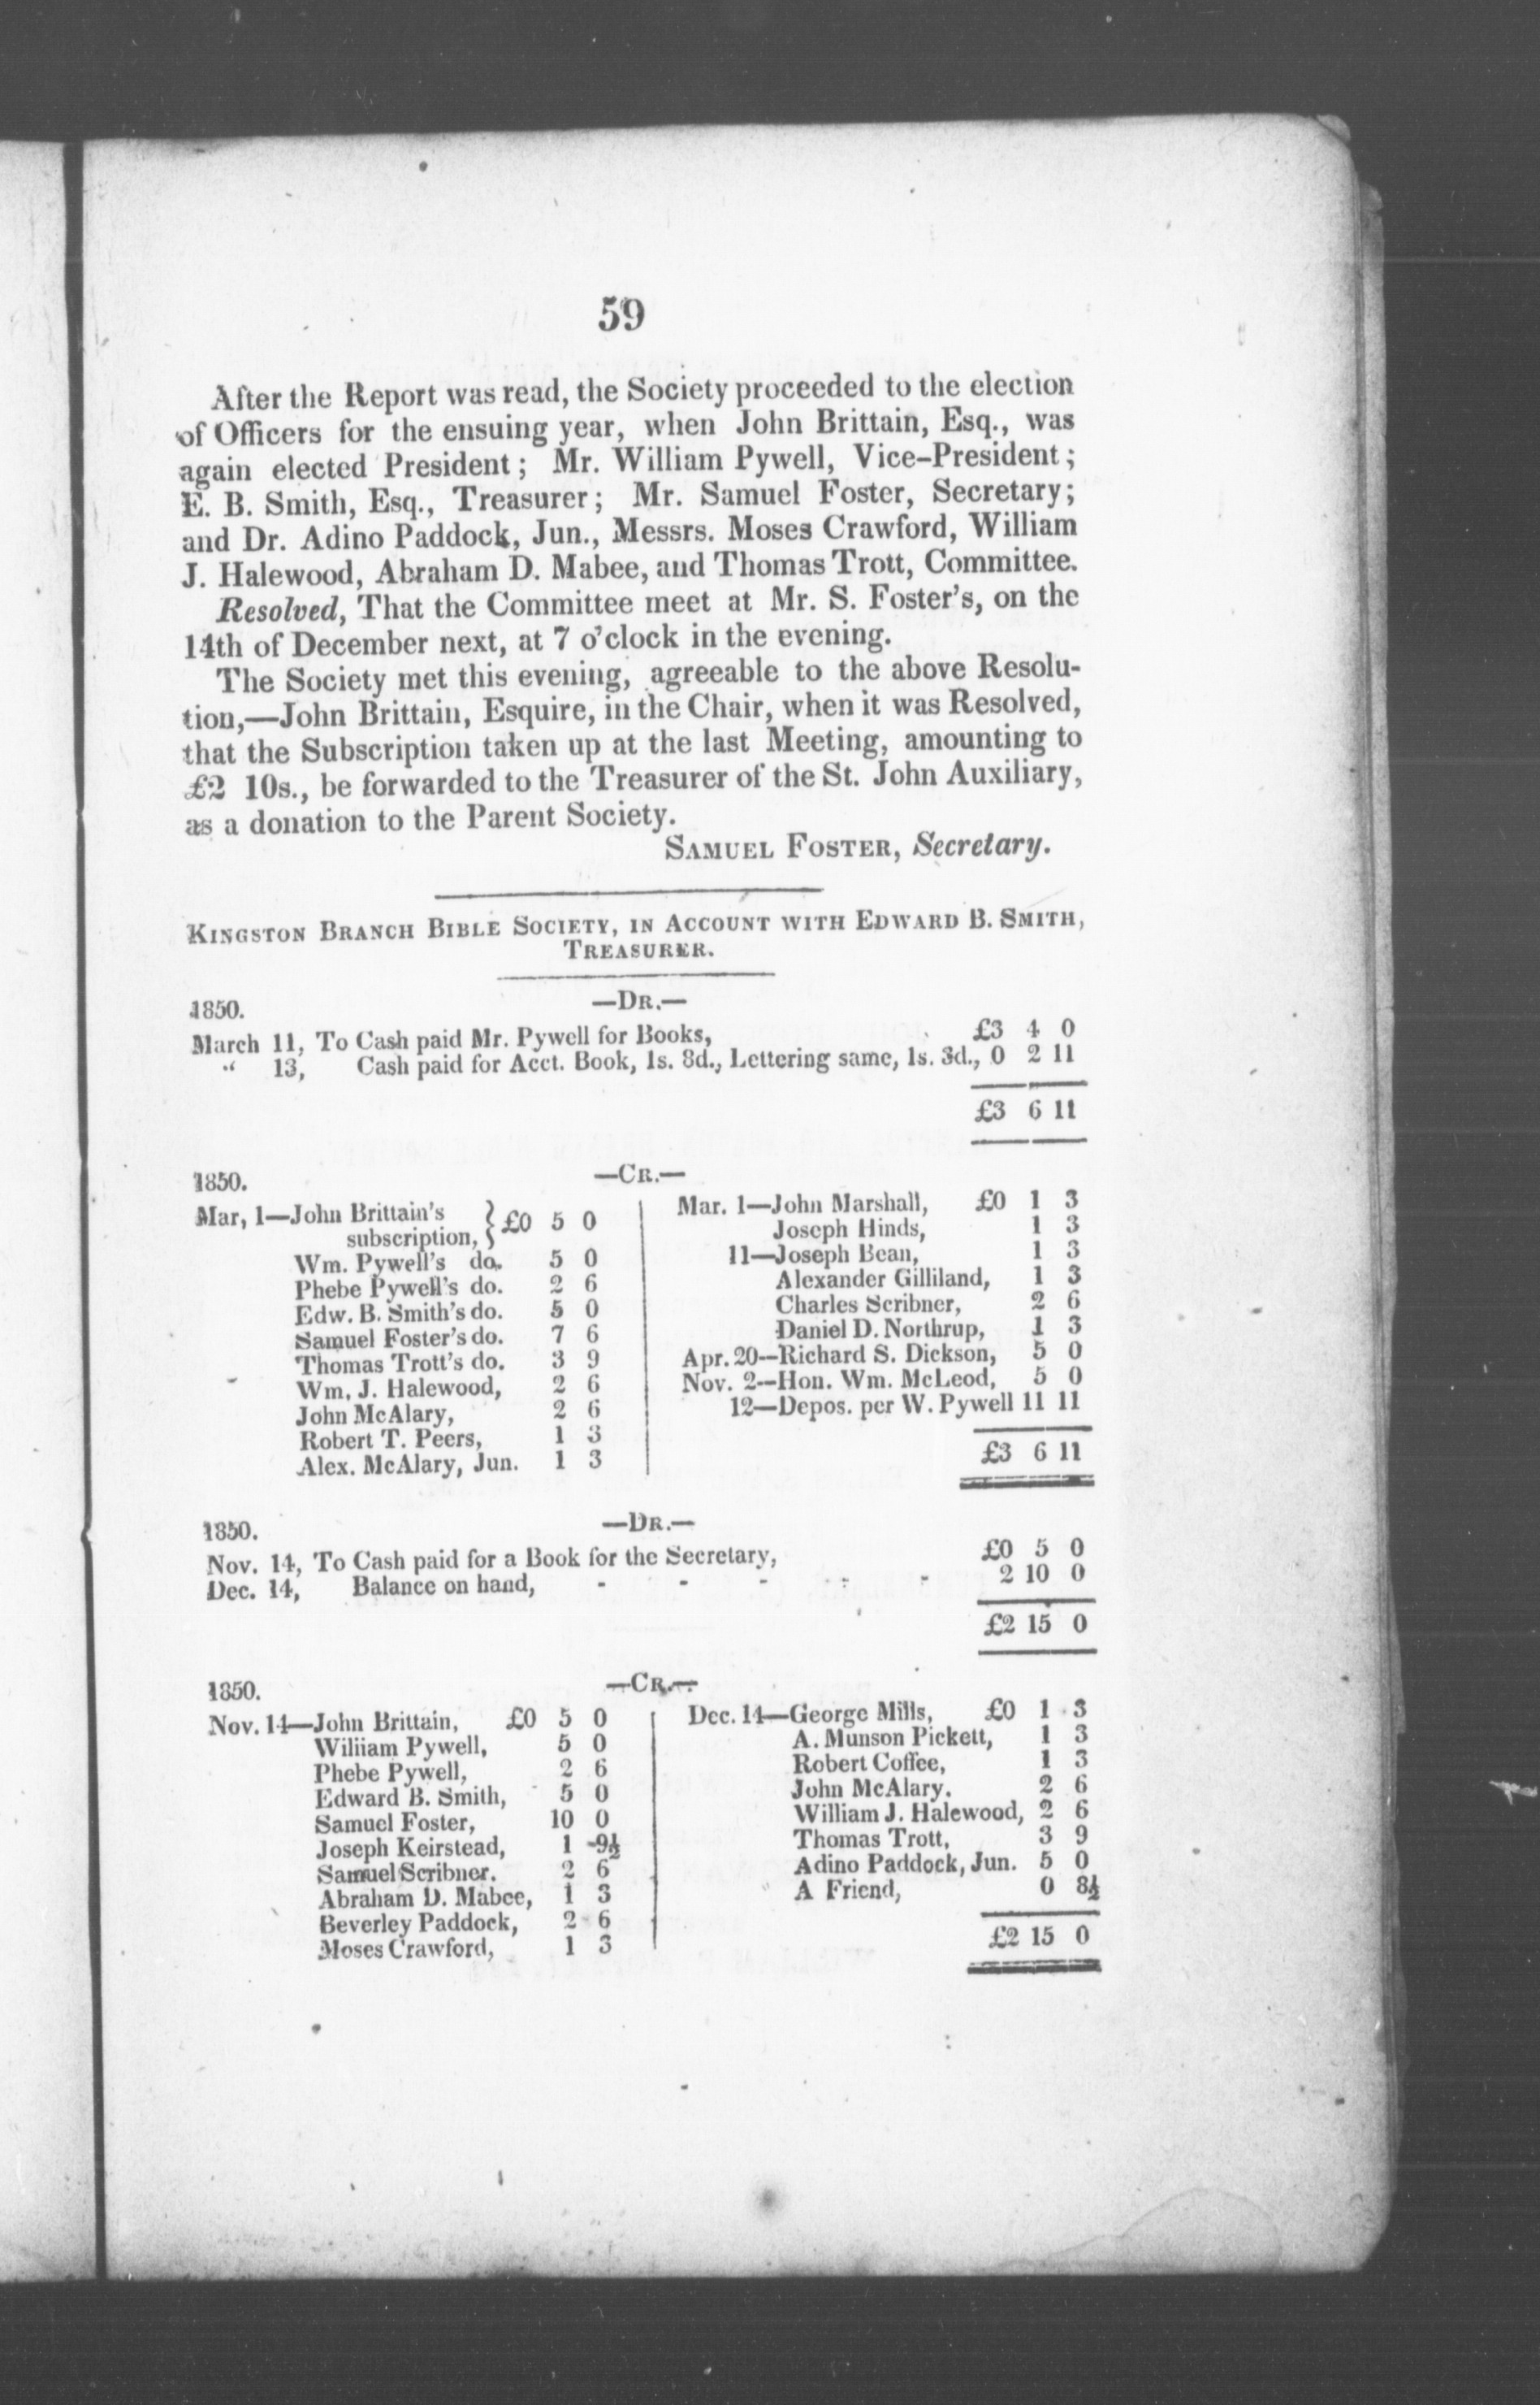 59
After the Report was read, the Society proceeded to the election
of Officers for the ensuing year, when John Brittain, Esq., was
again elected President; Mr. William Pywell, Vice-President;
E. B. Smith, Esq., Treasurer; Mr. Samuel Foster, Secretary;
and Dr. Adino Paddock, Jun., Messrs. Moses Crawford, William
J. Halewood, Abraham D. Mabee, and Thomas Trott, Committee.
Resolved, That the Committee meet at Mr. S. Foster's, on the
14th of December next, at 7 o'clock in the evening.
The Society met this evening, agreeable to the above Resolu-
tion,—John Brittain, Esquire, in the Chair, when it was Resolved,
that the Subscription taken up at the last Meeting, amounting to
£2 10s., be forwarded to the Treasurer of the St. John Auxiliary,
as a donation to the Parent Society.
SAMUEL FOSTER, Secretary.
KINGSTON BRANCH BIBLE SOCIETY, IN ACCOUNT WITH EDWARD B. SMITH,
TREASURER.
1850. —DR.—
March 11, To Cash paid Mr. Pywell for Books, £3 4 0
" 13, Cash paid for Acct. Book, 1s. 8d., Lettering same, 1s. 3d., 0 2 11
£3 6 11
1850. —CR.—
Mar, 1—John Brittain's
subscription, } £0 5 0
Wm. Pywell's do. 5 0
Phebe Pywell's do. 2 6
Edw. B. Smith's do. 5 0
Samuel Foster's do. 7 6
Thomas Trott's do. 3 9
Wm. J. Halewood, 2 6
John McAlary, 2 6
Robert T. Peers, 1 3
Alex. McAlary, Jun. 1 3
Mar. 1—John Marshall, £0 1 3
Joseph Hinds, 1 3
11—Joseph Bean, 1 3
Alexander Gilliland, 1 3
Charles Scribner, 2 6
Daniel D. Northrup, 1 3
Apr. 20—Richard S. Dickson, 5 0
Nov. 2—Hon. Wm. McLeod, 5 0
12—Depos. per W. Pywell 11 11
£3 6 11
1850. —DR.—
Nov. 14, To Cash paid for a Book for the Secretary, £0 5 0
Dec. 14, Balance on hand, - - - - - 2 10 0
£2 15 0
1850. —CR.—
Nov. 14—John Brittain, £0 5 0
William Pywell, 5 0
Phebe Pywell, 2 6
Edward B. Smith, 5 0
Samuel Foster, 10 0
Joseph Keirstead, 1 9½
Samuel Scribner. 2 6
Abraham D. Mabee, 1 3
Beverley Paddock, 2 6
Moses Crawford, 1 3
Dec. 14—George Mills, £0 1 3
A. Munson Pickett, 1 3
Robert Coffee, 1 3
John McAlary. 2 6
William J. Halewood, 2 6
Thomas Trott, 3 9
Adino Paddock, Jun. 5 0
A Friend, 0 8½
£2 15 0